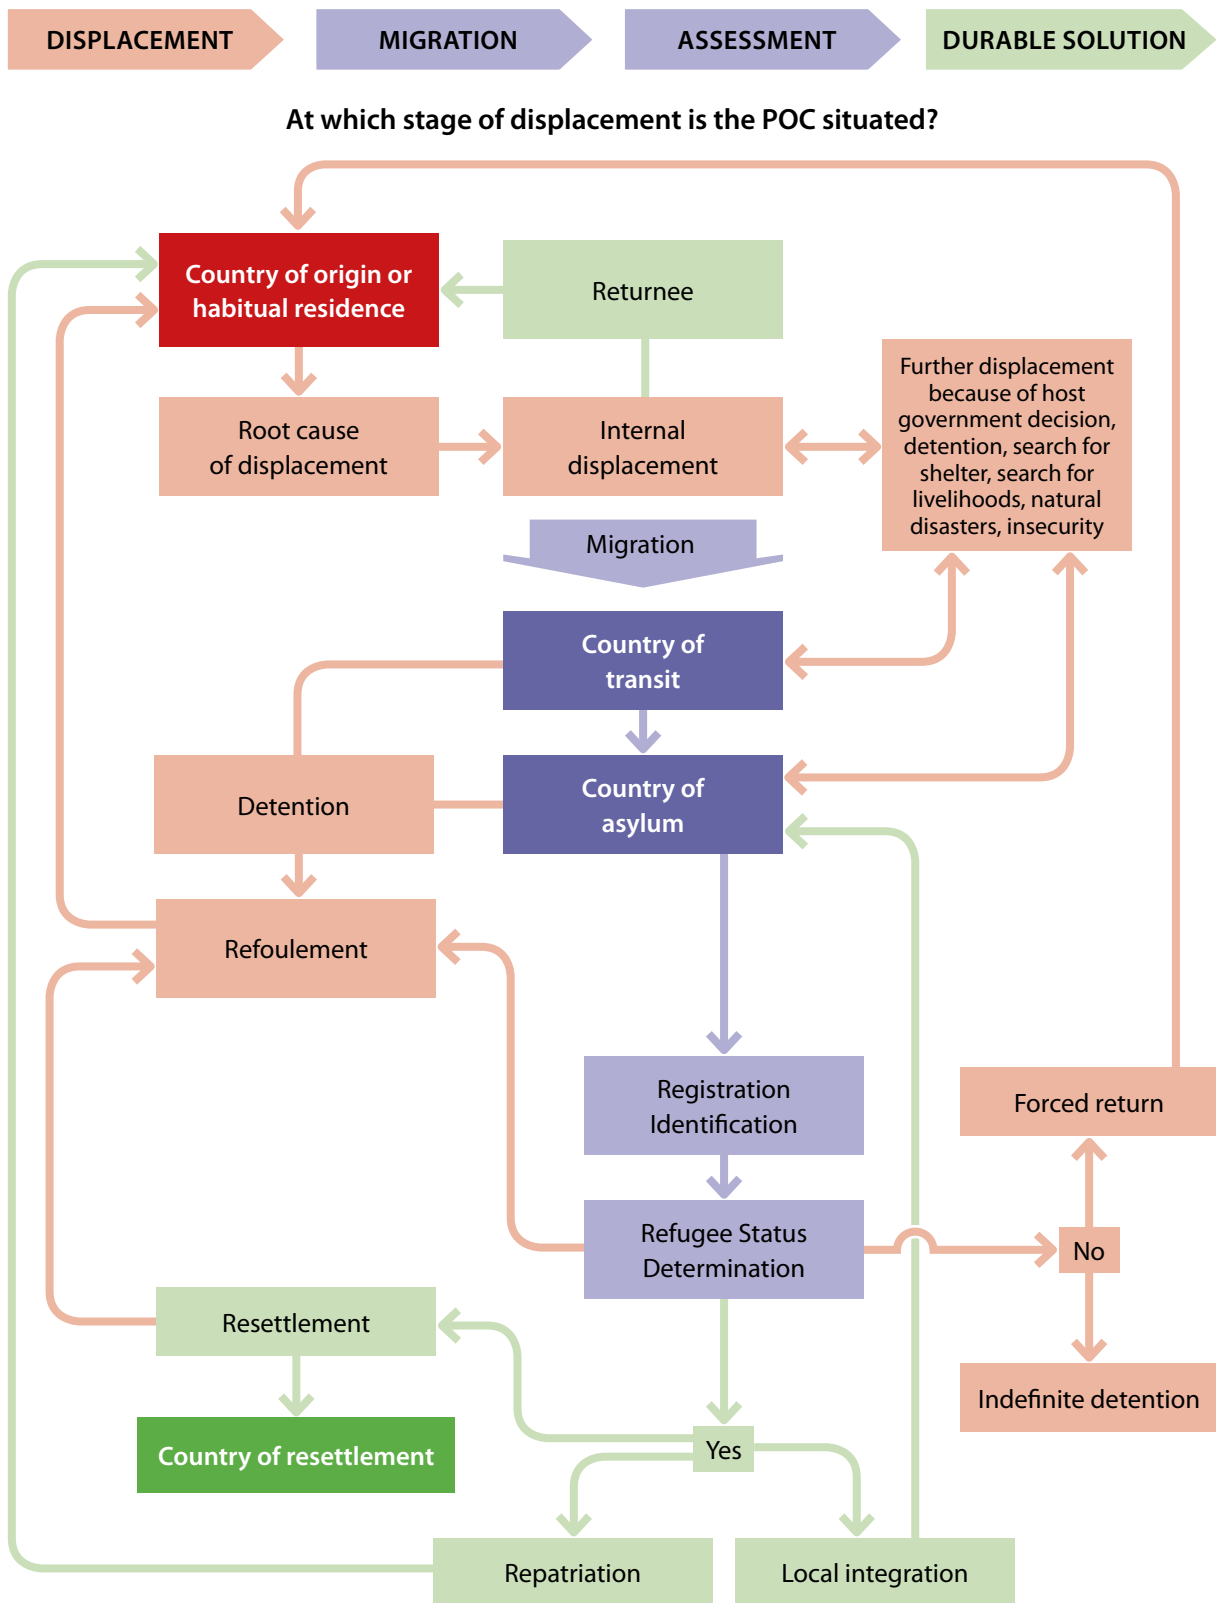 DISPLACEMENT
MIGRATION
ASSESSMENT
DURABLE SOLUTION
At which stage of displacement is the POC situated?
Country of origin or
habitual residence
Returnee
Further displacement
because of host
government decision,
detention, search for
shelter, search for
livelihoods, natural
disasters, insecurity
Root cause
of displacement
Internal
displacement
Migration
Country of
transit
Detention
Country of
asylum
Refoulement
Registration
Identification
Forced return
Refugee Status
Determination
No
Resettlement
Indefinite detention
Country of resettlement
Yes
Repatriation
Local integration